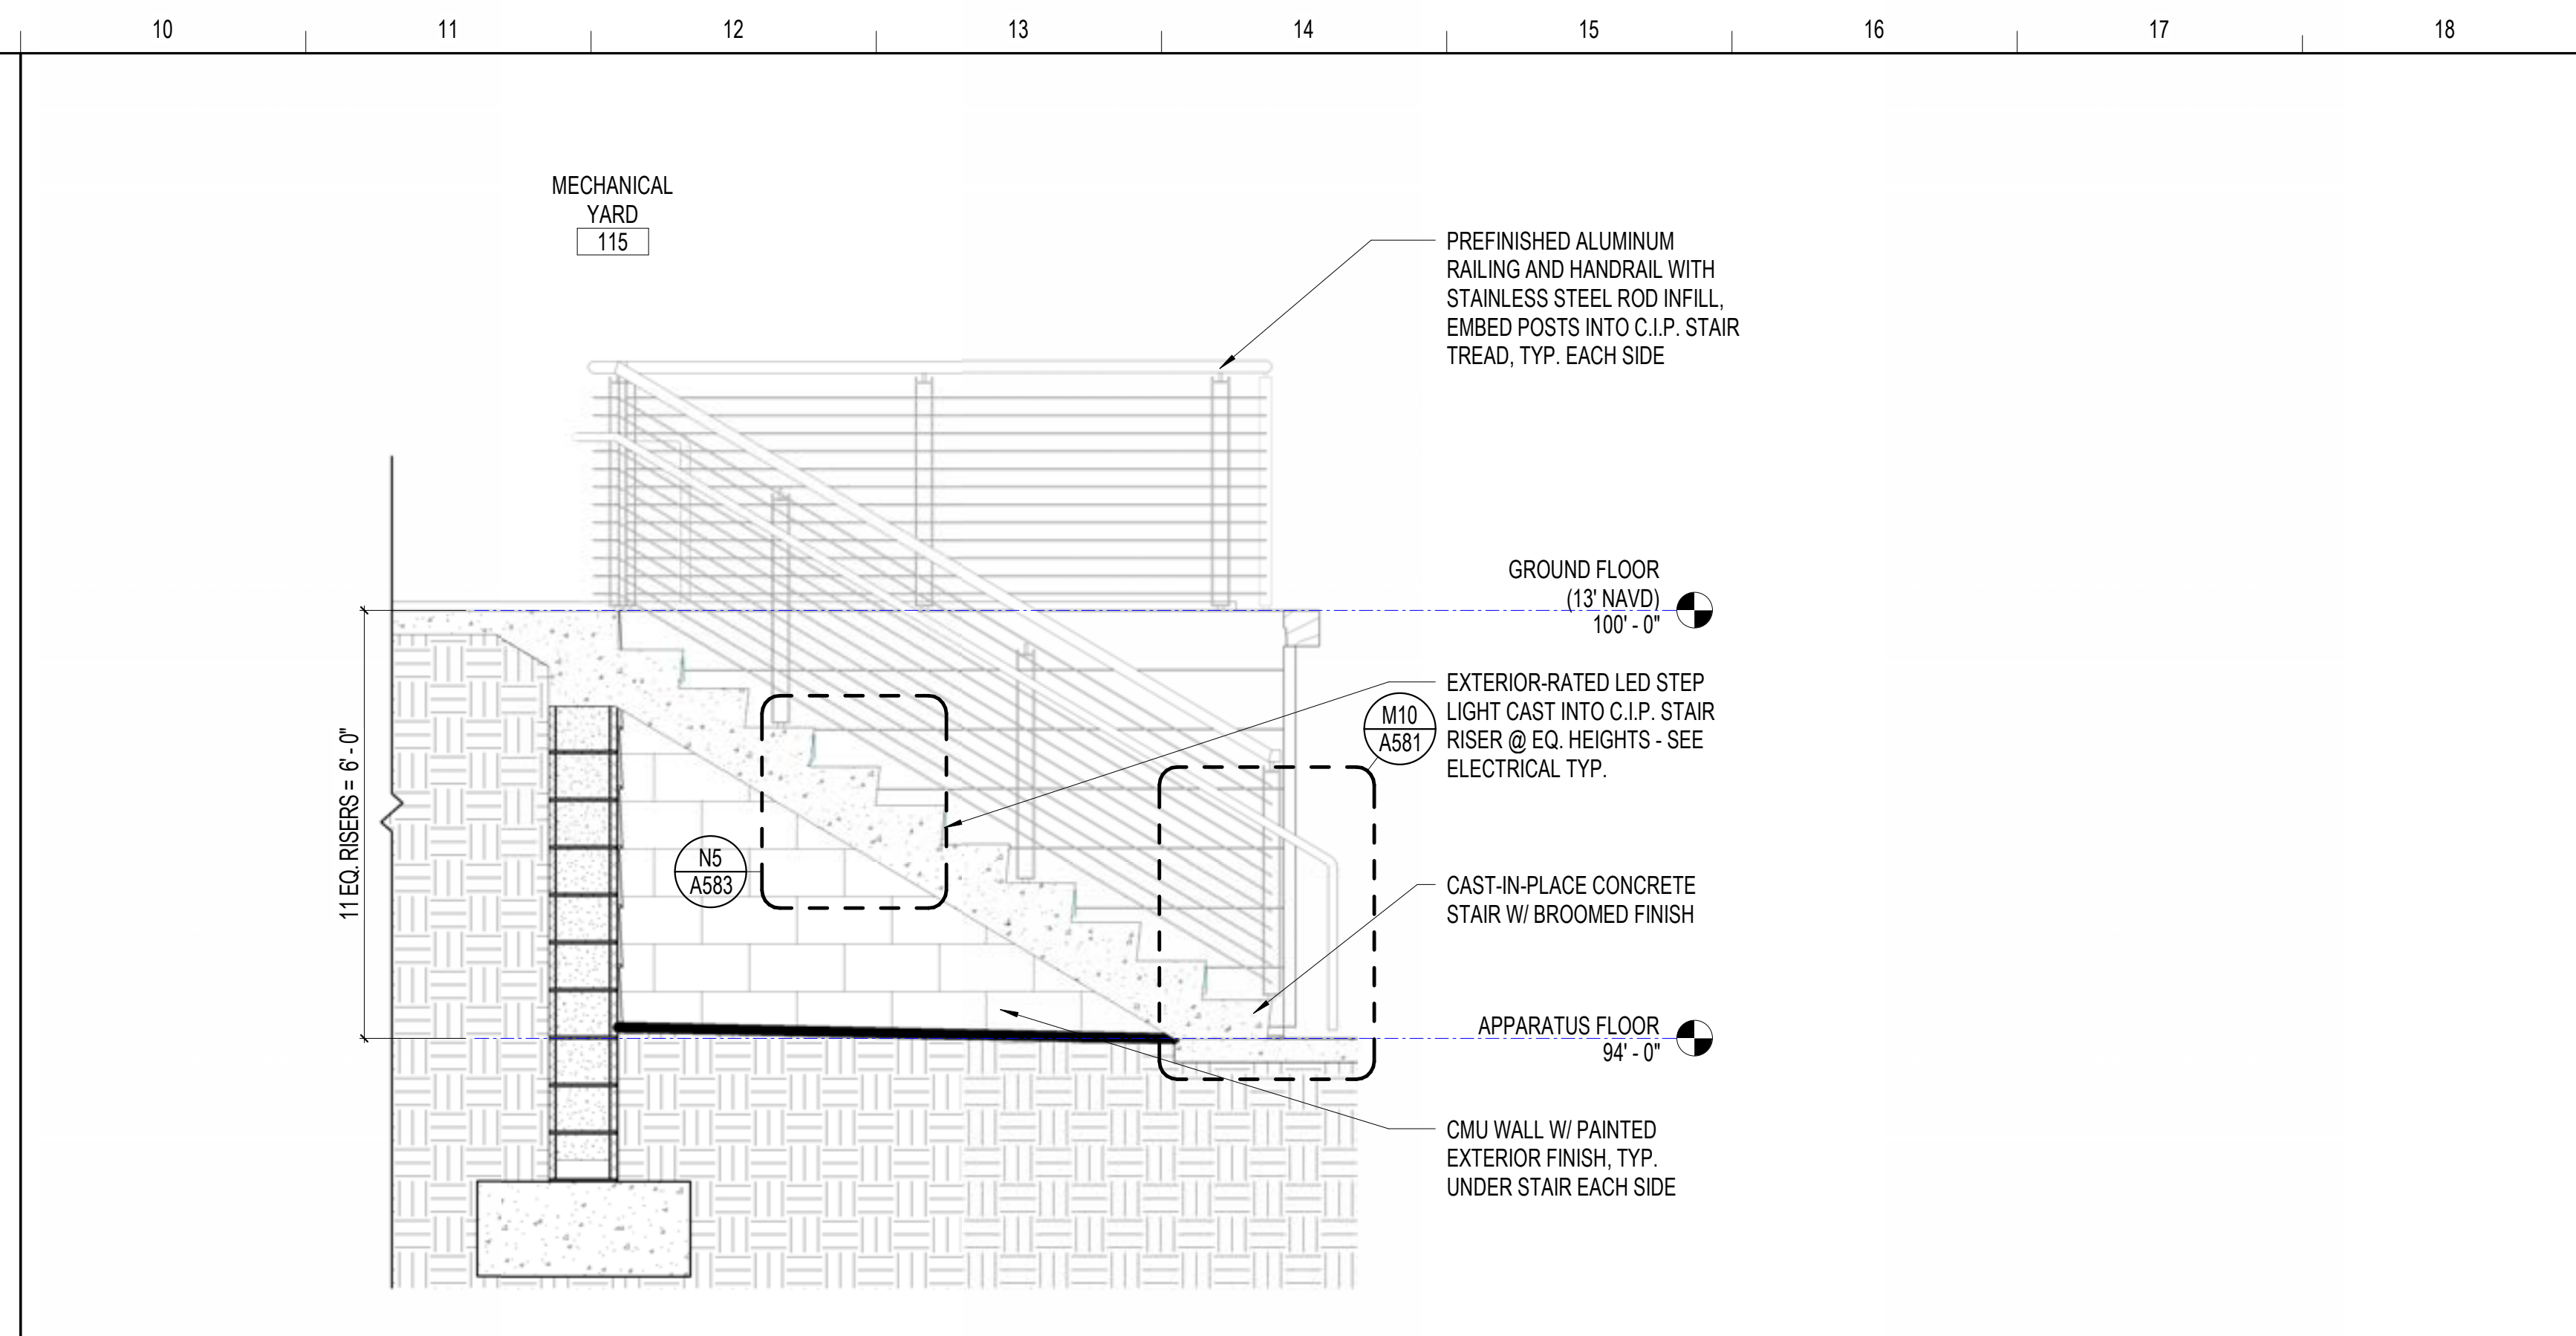 10 11 12 13 14 15 16 17 18
MECHANICAL
YARD
115
PREFINISHED ALUMINUM
RAILING AND HANDRAIL WITH
STAINLESS STEEL ROD INFILL,
EMBED POSTS INTO C.I.P. STAIR
TREAD, TYP. EACH SIDE
GROUND FLOOR
(13' NAVD)
100' - 0"
EXTERIOR-RATED LED STEP
LIGHT CAST INTO C.I.P. STAIR
RISER @ EQ. HEIGHTS - SEE
ELECTRICAL TYP.
M10
A581
11 EQ. RISERS = 6' - 0"
N5
A583
CAST-IN-PLACE CONCRETE
STAIR W/ BROOMED FINISH
APPARATUS FLOOR
94' - 0"
CMU WALL W/ PAINTED
EXTERIOR FINISH, TYP.
UNDER STAIR EACH SIDE